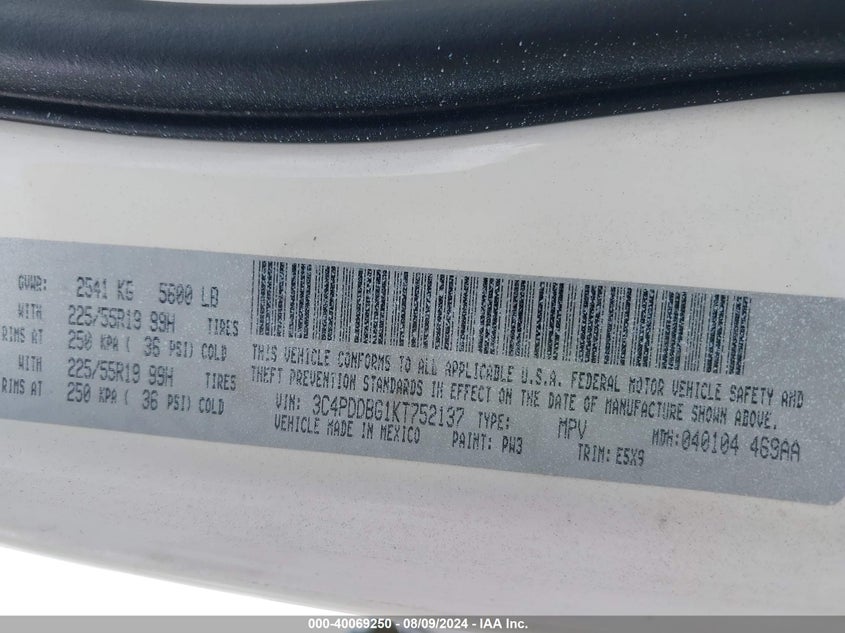 GVWR: 2541 KG 5600 LB
WITH 225/55R19 99H TIRES
RIMS AT 250 KPA ( 36 PSI) COLD
WITH 225/55R19 99H TIRES
RIMS AT 250 KPA ( 36 PSI) COLD
THIS VEHICLE CONFORMS TO ALL APPLICABLE U.S.A. FEDERAL MOTOR VEHICLE SAFETY AND
THEFT PREVENTION STANDARDS IN EFFECT ON THE DATE OF MANUFACTURE SHOWN ABOVE.
VIN: 3C4PDDBG1KT752137 TYPE: MPV MDH:040104 469AA
VEHICLE MADE IN MEXICO PAINT: PW3 TRIM: E5X9
000-40069250 - 08/09/2024 - IAA Inc.